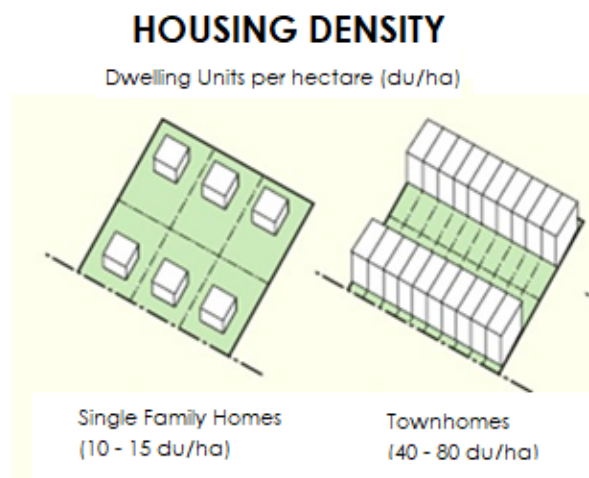 HOUSING DENSITY
Dwelling Units per hectare (du/ha)
Single Family Homes
(10 - 15 du/ha)
Townhomes
(40 - 80 du/ha)